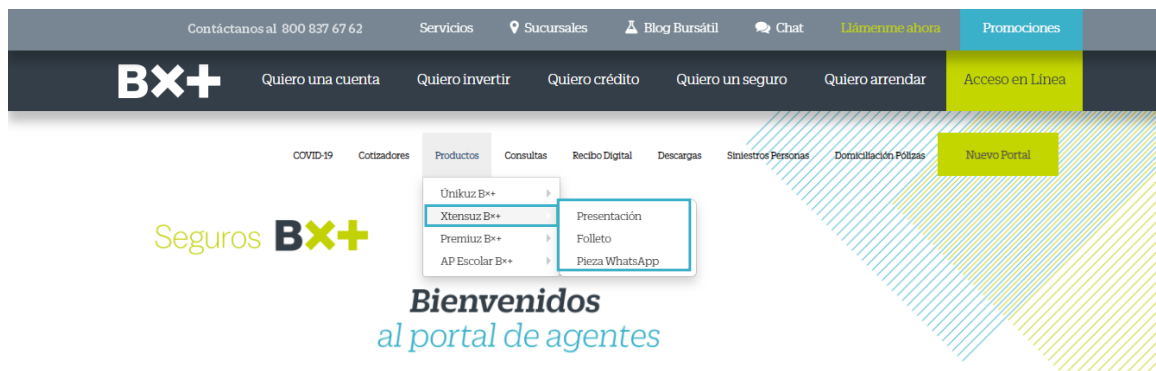 Contáctanos al 800 837 67 62 Servicios Sucursales Blog Bursátil Chat Llámenme ahora Promociones
B×+ Quiero una cuenta Quiero invertir Quiero crédito Quiero un seguro Quiero arrendar Acceso en Línea
COVID-19 Cotizadores Productos Consultas Recibo Digital Descargas Siniestros Personas Domiciliación Pólizas Nuevo Portal
Únikuz B×+
Xtensuz B×+ Presentación
Premiuz B×+ Folleto
AP Escolar B×+ Pieza WhatsApp
Seguros B×+
Bienvenidos
al portal de agentes